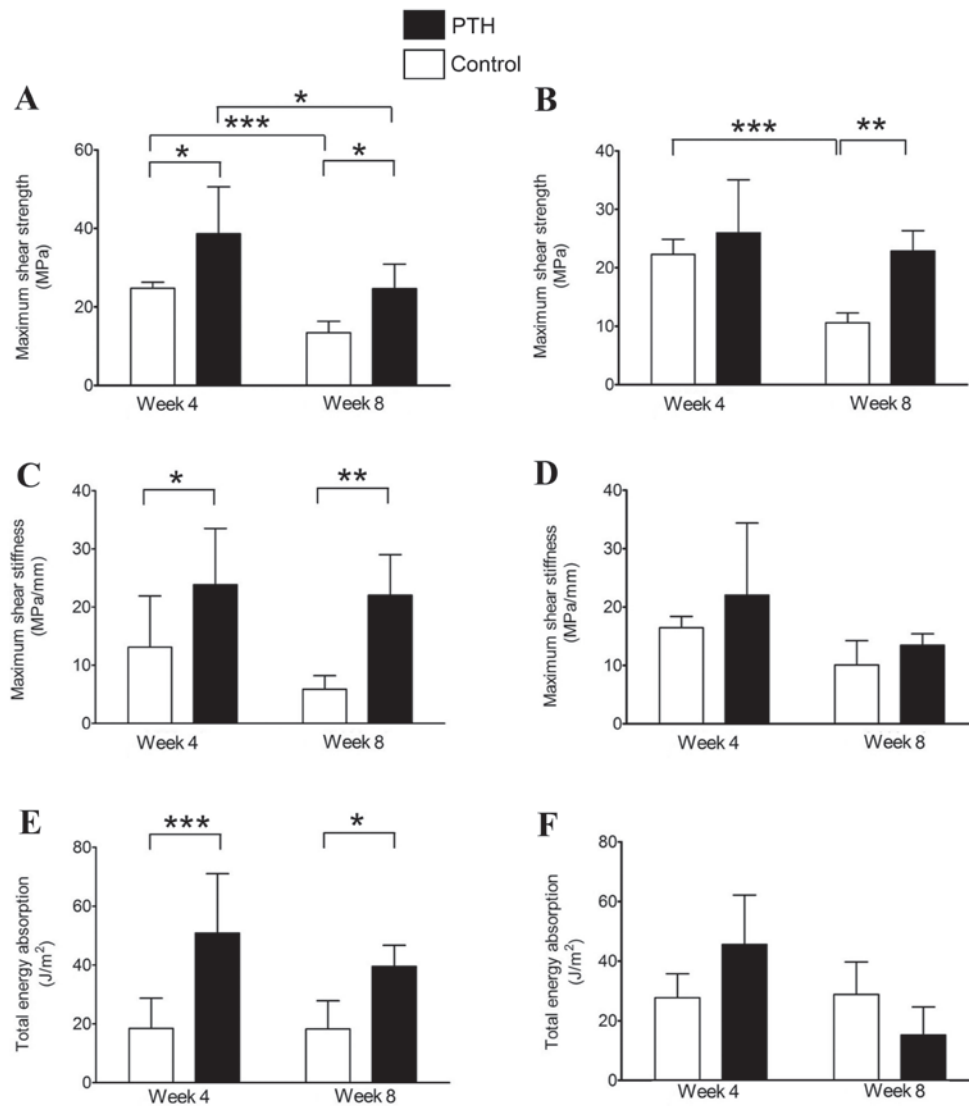 PTH
Control
A
*
***
*
*
Maximum shear strength
(MPa)
60
40
20
0
Week 4
Week 8
B
***
**
Maximum shear strength
(MPa)
40
30
20
10
0
Week 4
Week 8
C
*
**
Maximum shear stiffness
(MPa/mm)
40
30
20
10
0
Week 4
Week 8
D
Maximum shear stiffness
(MPa/mm)
40
30
20
10
0
Week 4
Week 8
E
***
*
Total energy absorption
(J/m²)
80
60
40
20
0
Week 4
Week 8
F
Total energy absorption
(J/m²)
80
60
40
20
0
Week 4
Week 8